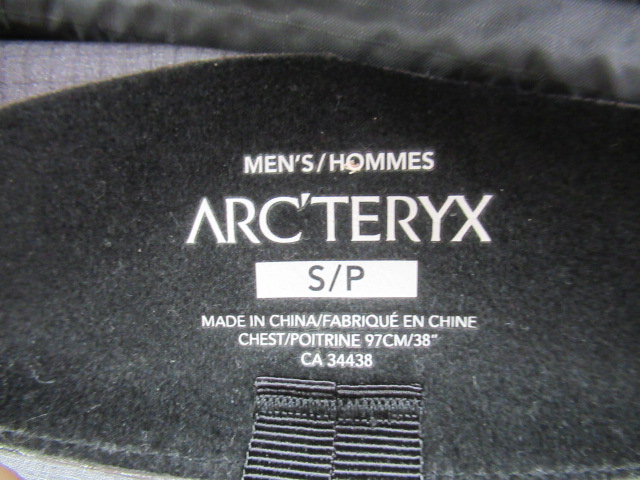 MEN'S/HOMMES
ARC'TERYX
S/P
MADE IN CHINA/FABRIQUÉ EN CHINE
CHEST/POITRINE 97CM/38"
CA 34438